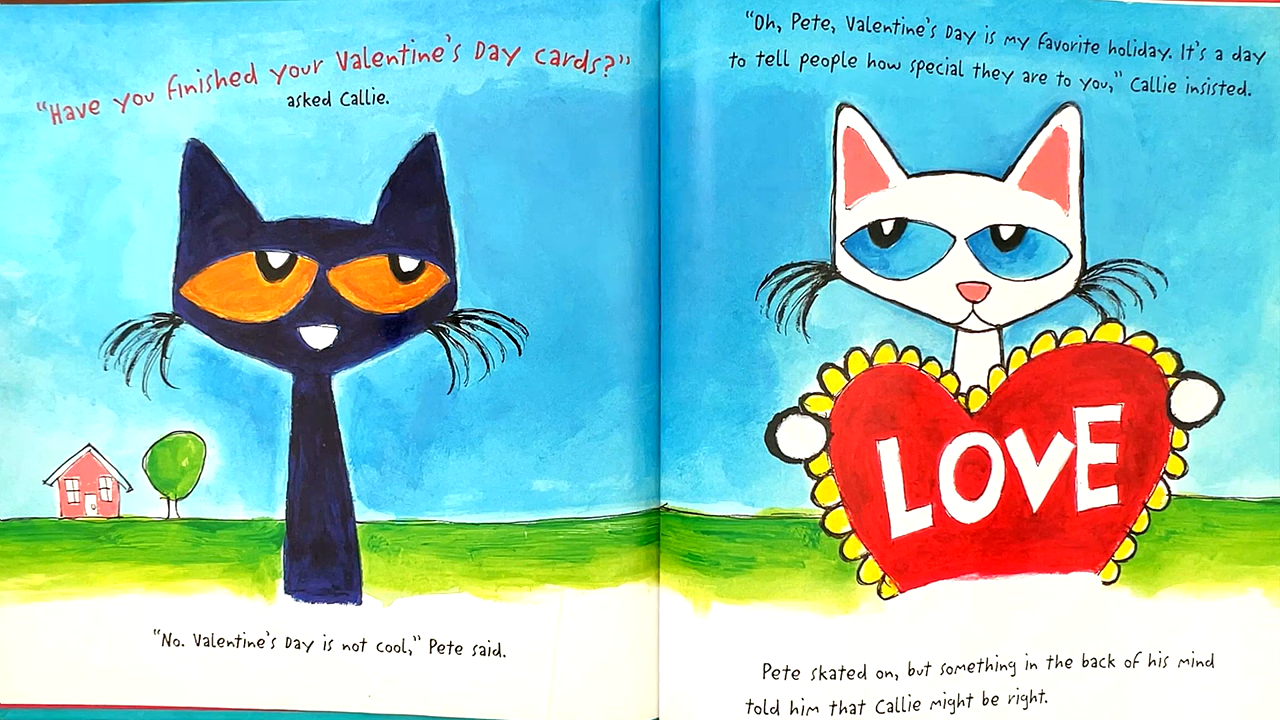 "Have you finished your Valentine's Day cards?"
asked Callie.
"No. Valentine's Day is not cool," Pete said.
"Oh, Pete, Valentine's Day is my favorite holiday. It's a day
to tell people how special they are to you," Callie insisted.
LOVE
Pete skated on, but something in the back of his mind
told him that Callie might be right.